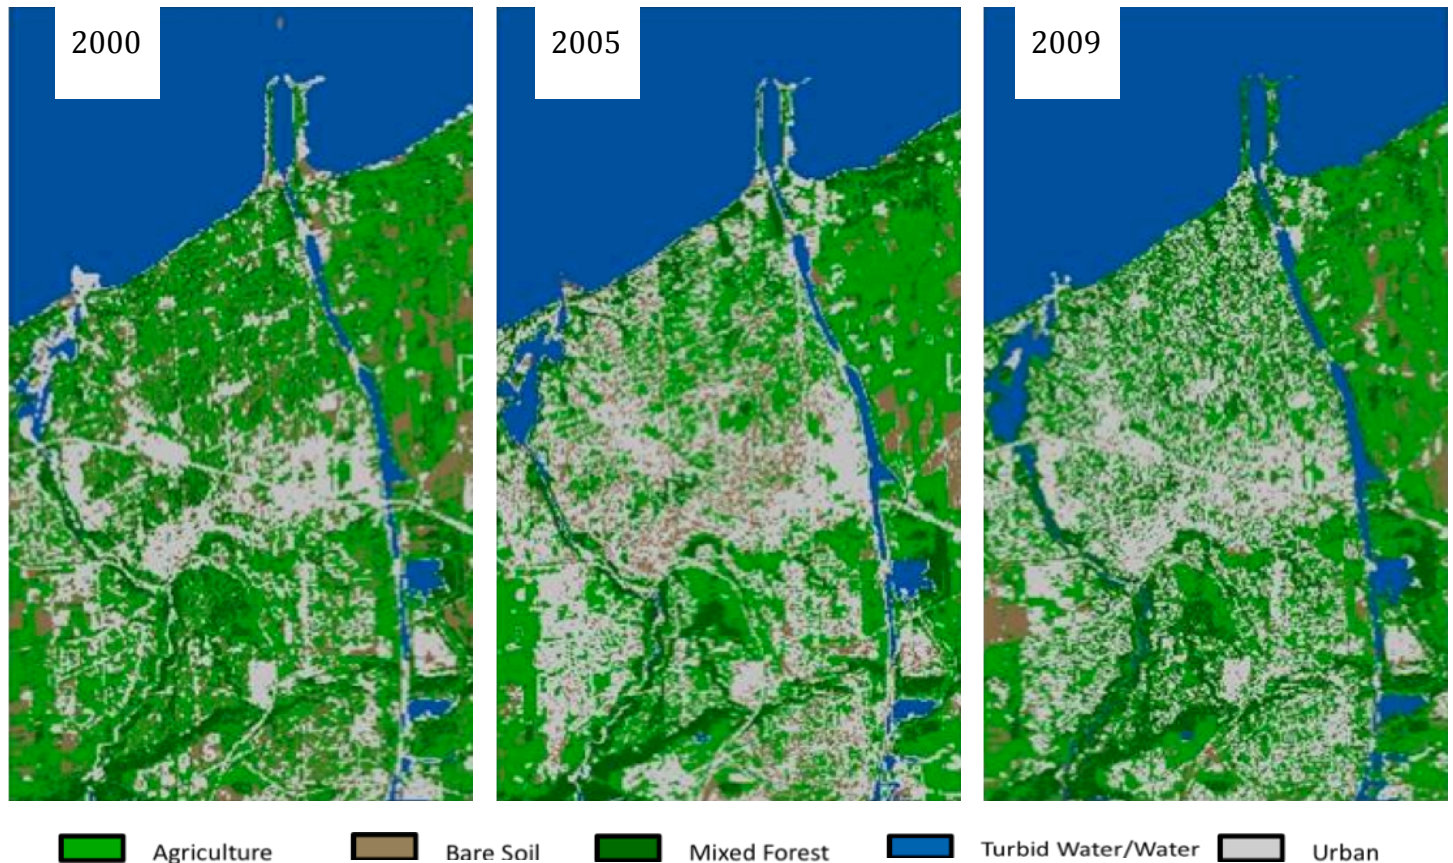 2000
2005
2009
Agriculture
Bare Soil
Mixed Forest
Turbid Water/Water
Urban